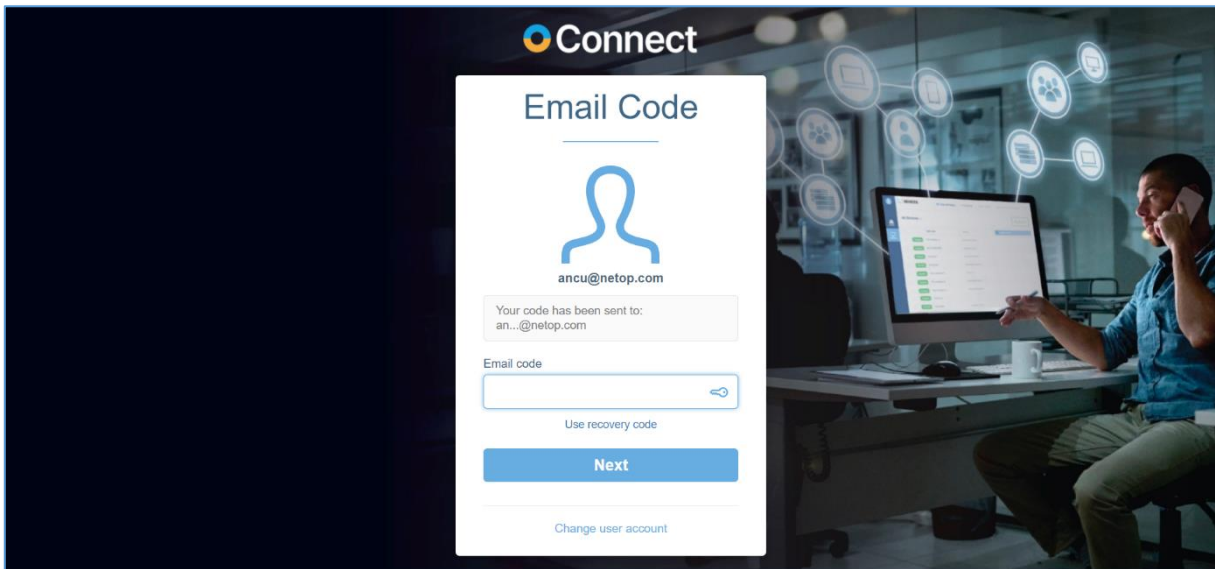 Connect
Email Code
ancu@netop.com
Your code has been sent to:
an...@netop.com
Email code
Use recovery code
Next
Change user account